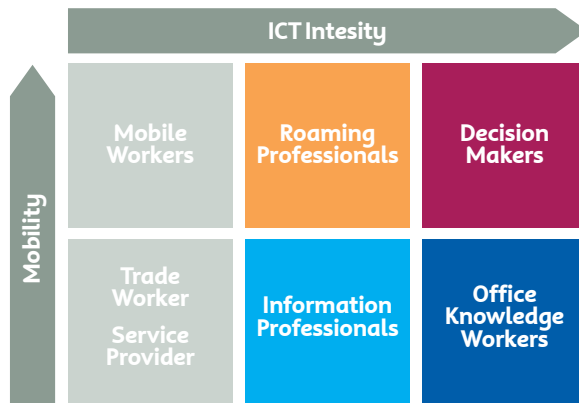 ICT Intesity
Mobility
Mobile
Workers
Roaming
Professionals
Decision
Makers
Trade
Worker
Service
Provider
Information
Professionals
Office
Knowledge
Workers